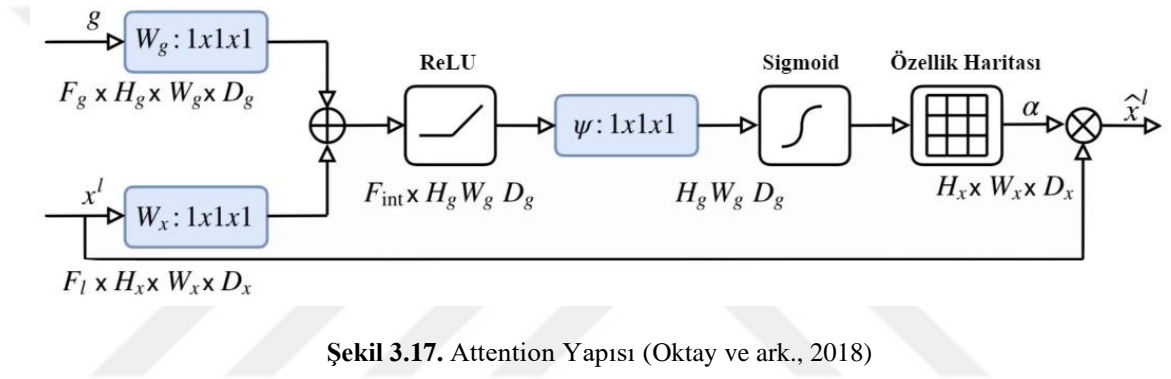 g
W_g : 1x1x1
F_g x H_g x W_g x D_g
ReLU
Sigmoid
Özellik Haritası
ψ : 1x1x1
α
x̂^l
F_int x H_g W_g D_g
H_g W_g D_g
H_x x W_x x D_x
x^l
W_x : 1x1x1
F_l x H_x x W_x x D_x
Şekil 3.17. Attention Yapısı (Oktay ve ark., 2018)